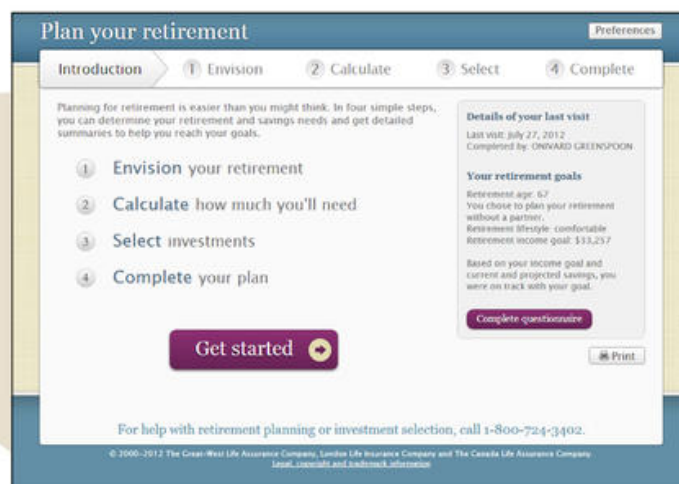 Plan your retirement
Preferences
Introduction
1 Envision
2 Calculate
3 Select
4 Complete
Planning for retirement is easier than you might think. In four simple steps,
you can determine your retirement and savings needs and get detailed
summaries to help you reach your goals.
1 Envision your retirement
2 Calculate how much you'll need
3 Select investments
4 Complete your plan
Get started
Details of your last visit
Last visit: July 27, 2012
Completed by: ONIVARD GREENSPOON
Your retirement goals
Retirement age: 67
You chose to plan your retirement
without a partner.
Retirement lifestyle: comfortable
Retirement income goal: $33,257
Based on your income goal and
current and projected savings, you
were on track with your goal.
Complete questionnaire
Print
For help with retirement planning or investment selection, call 1-800-724-3402.
© 2000-2012 The Great-West Life Assurance Company, London Life Insurance Company and The Canada Life Assurance Company
Legal, copyright and trademark information